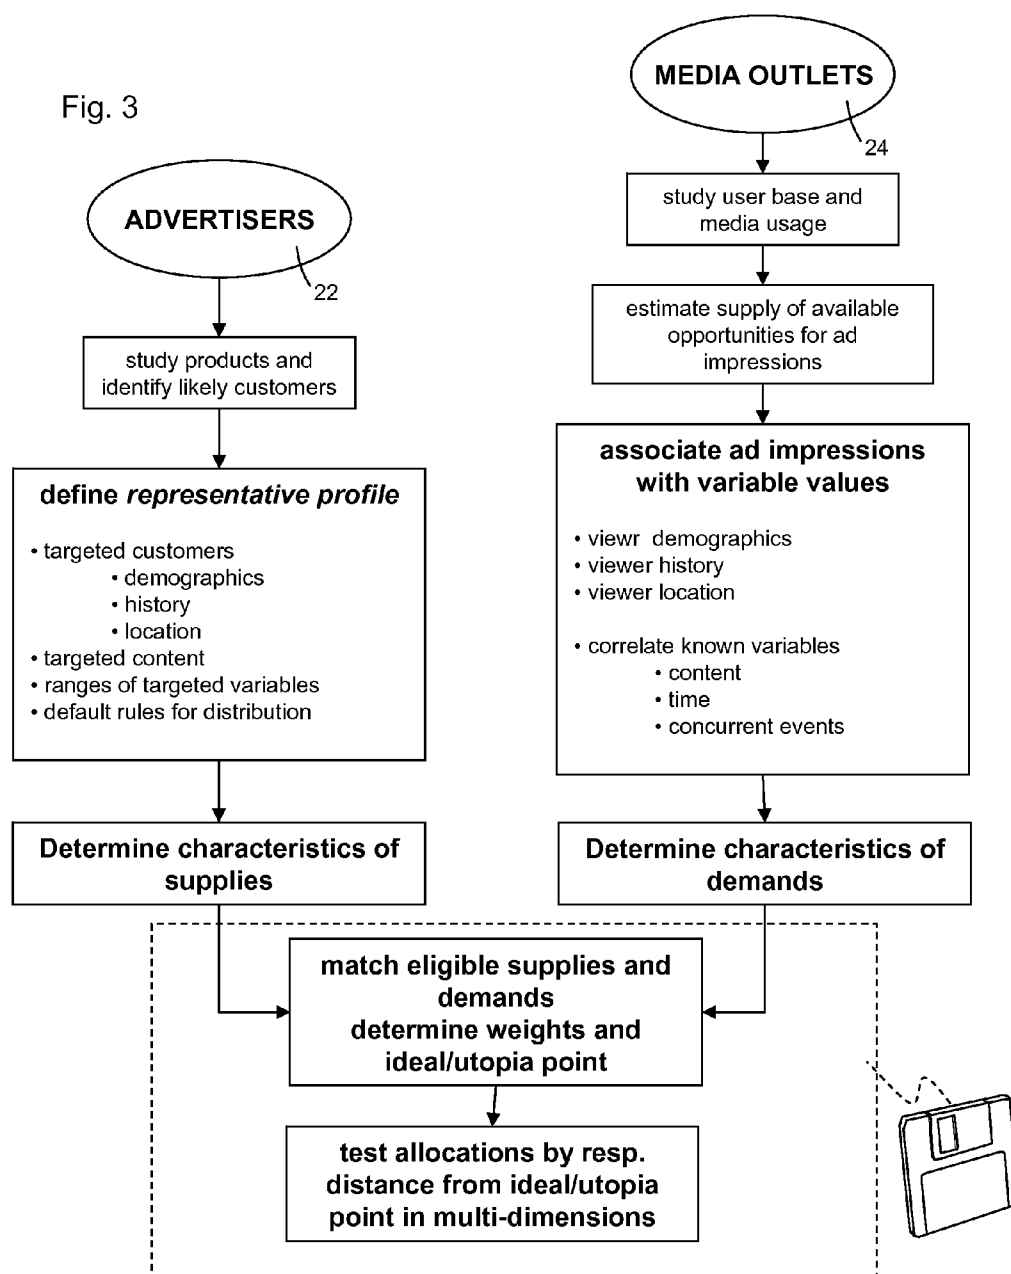 Fig. 3
ADVERTISERS
22
study products and
identify likely customers
define representative profile
• targeted customers
• demographics
• history
• location
• targeted content
• ranges of targeted variables
• default rules for distribution
Determine characteristics of
supplies
MEDIA OUTLETS
24
study user base and
media usage
estimate supply of available
opportunities for ad
impressions
associate ad impressions
with variable values
• viewr demographics
• viewer history
• viewer location
• correlate known variables
• content
• time
• concurrent events
Determine characteristics of
demands
match eligible supplies and
demands
determine weights and
ideal/utopia point
test allocations by resp.
distance from ideal/utopia
point in multi-dimensions